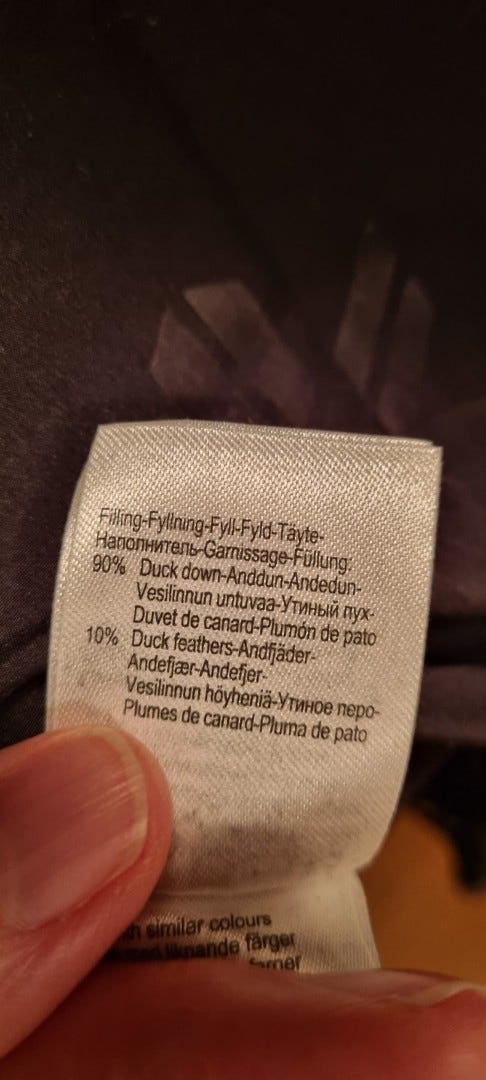 Filling-Fyllning-Fyll-Fyld-Täyte-
Наполнитель-Garnissage-Füllung:
90% Duck down-Anddun-Andedun-
Vesilinnun untuvaa-Утиный пух-
Duvet de canard-Plumón de pato
10% Duck feathers-Andfjäder-
Andefjær-Andefjer-
Vesilinnun höyheniä-Утиное перо-
Plumes de canard-Pluma de pato
similar colours
liknande färger